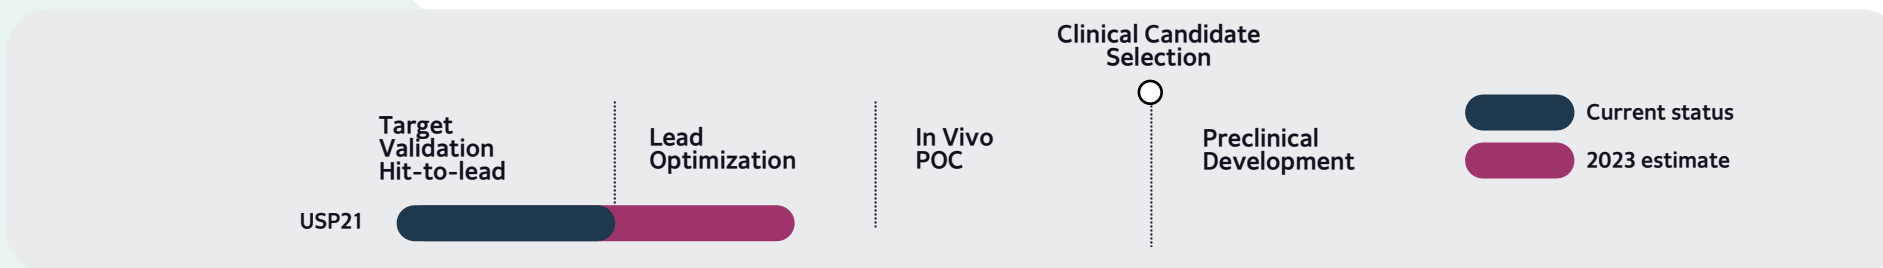 Clinical Candidate
Selection
Target
Validation
Hit-to-lead
Lead
Optimization
In Vivo
POC
Preclinical
Development
Current status
2023 estimate
USP21